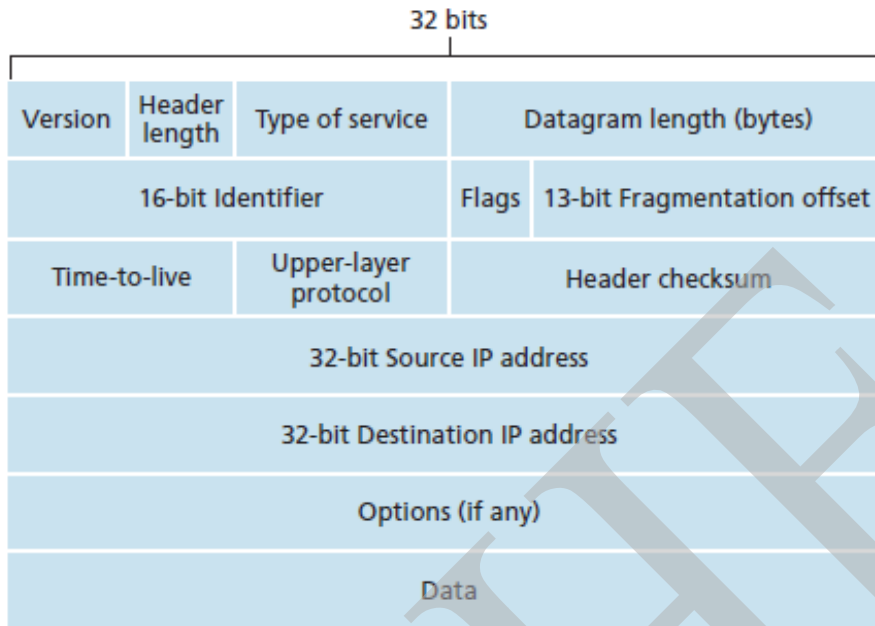 32 bits
Version
Header
length
Type of service
Datagram length (bytes)
16-bit Identifier
Flags
13-bit Fragmentation offset
Time-to-live
Upper-layer
protocol
Header checksum
32-bit Source IP address
32-bit Destination IP address
Options (if any)
Data